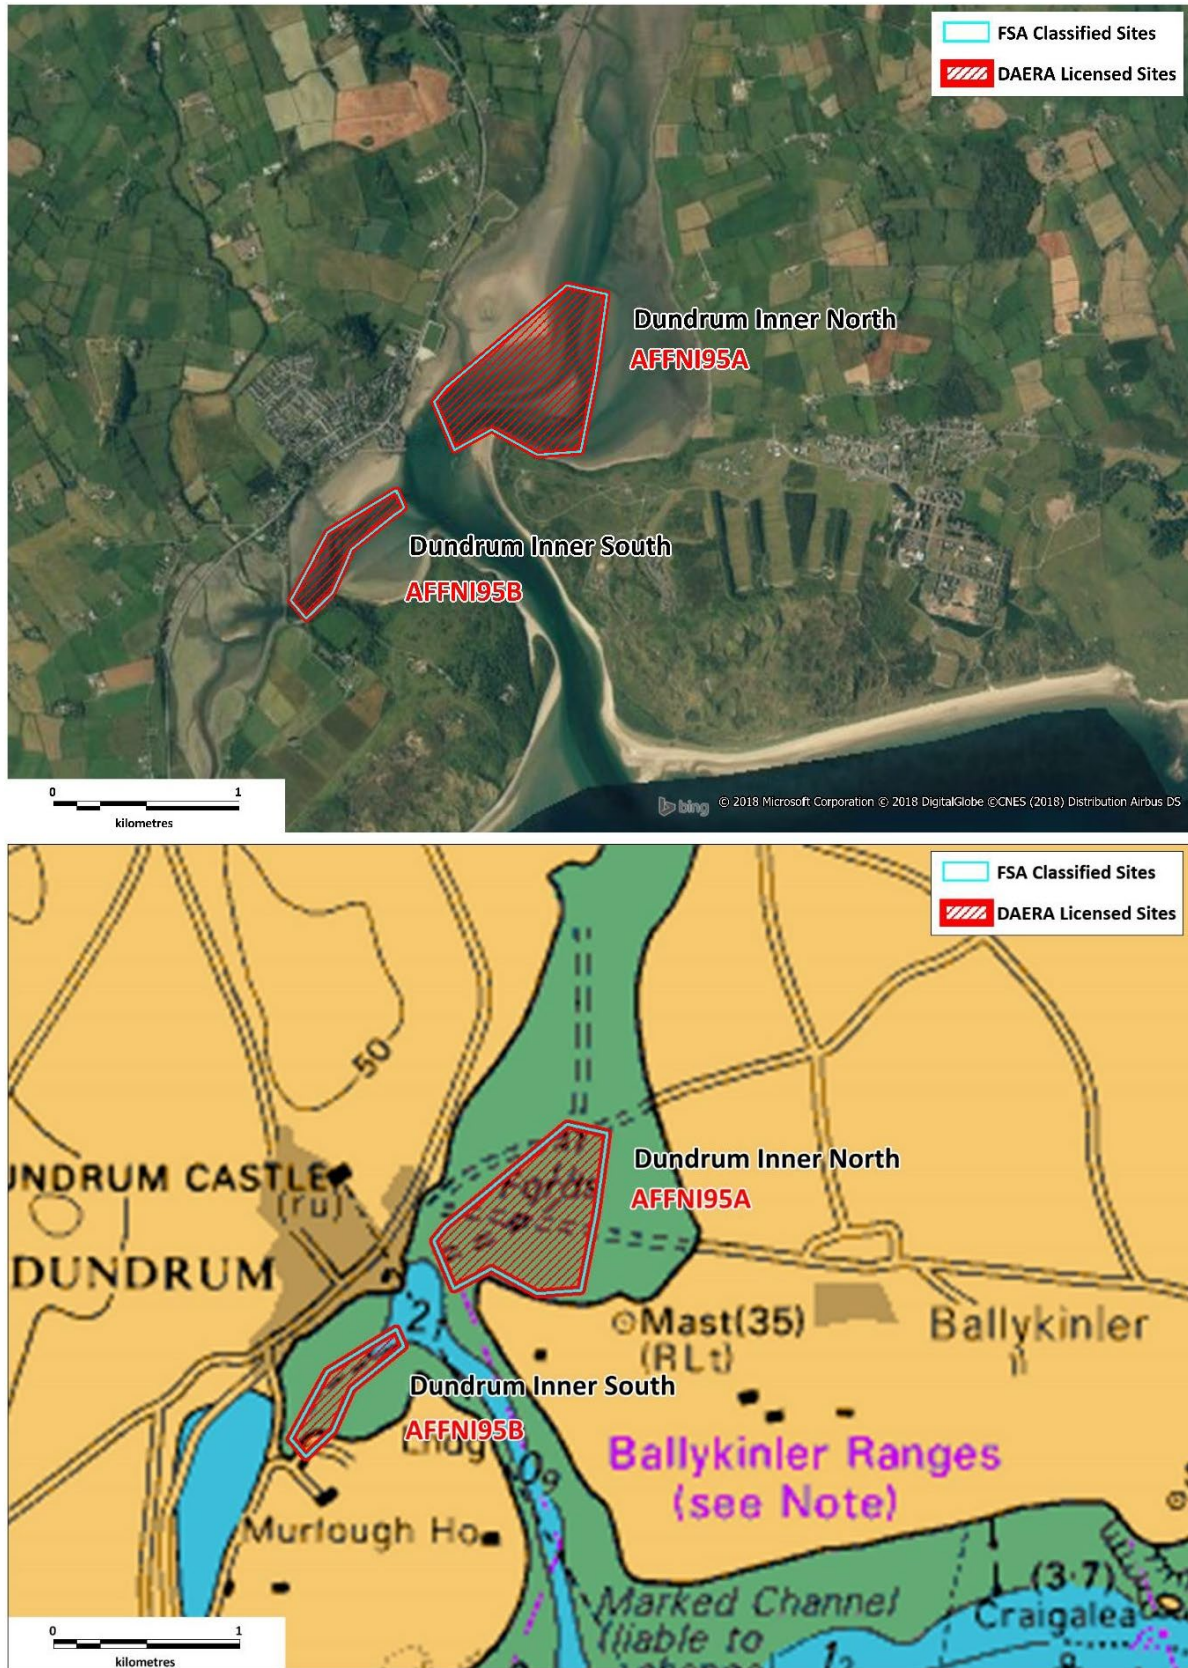 FSA Classified Sites
DAERA Licensed Sites
Dundrum Inner North
AFFNI95A
Dundrum Inner South
AFFNI95B
0 1
kilometres
bing © 2018 Microsoft Corporation © 2018 DigitalGlobe ©CNES (2018) Distribution Airbus DS
FSA Classified Sites
DAERA Licensed Sites
50
Dundrum Inner North
AFFNI95A
UNDRUM CASTLE
(ru)
Fords
DUNDRUM
2
Mast(35)
(R Lt)
Ballykinler
Dundrum Inner South
AFFNI95B
Ballykinler Ranges
(see Note)
09
Murlough Ho
Marked Channel
(liable to
(3·7)
Craigalea
0 1
kilometres